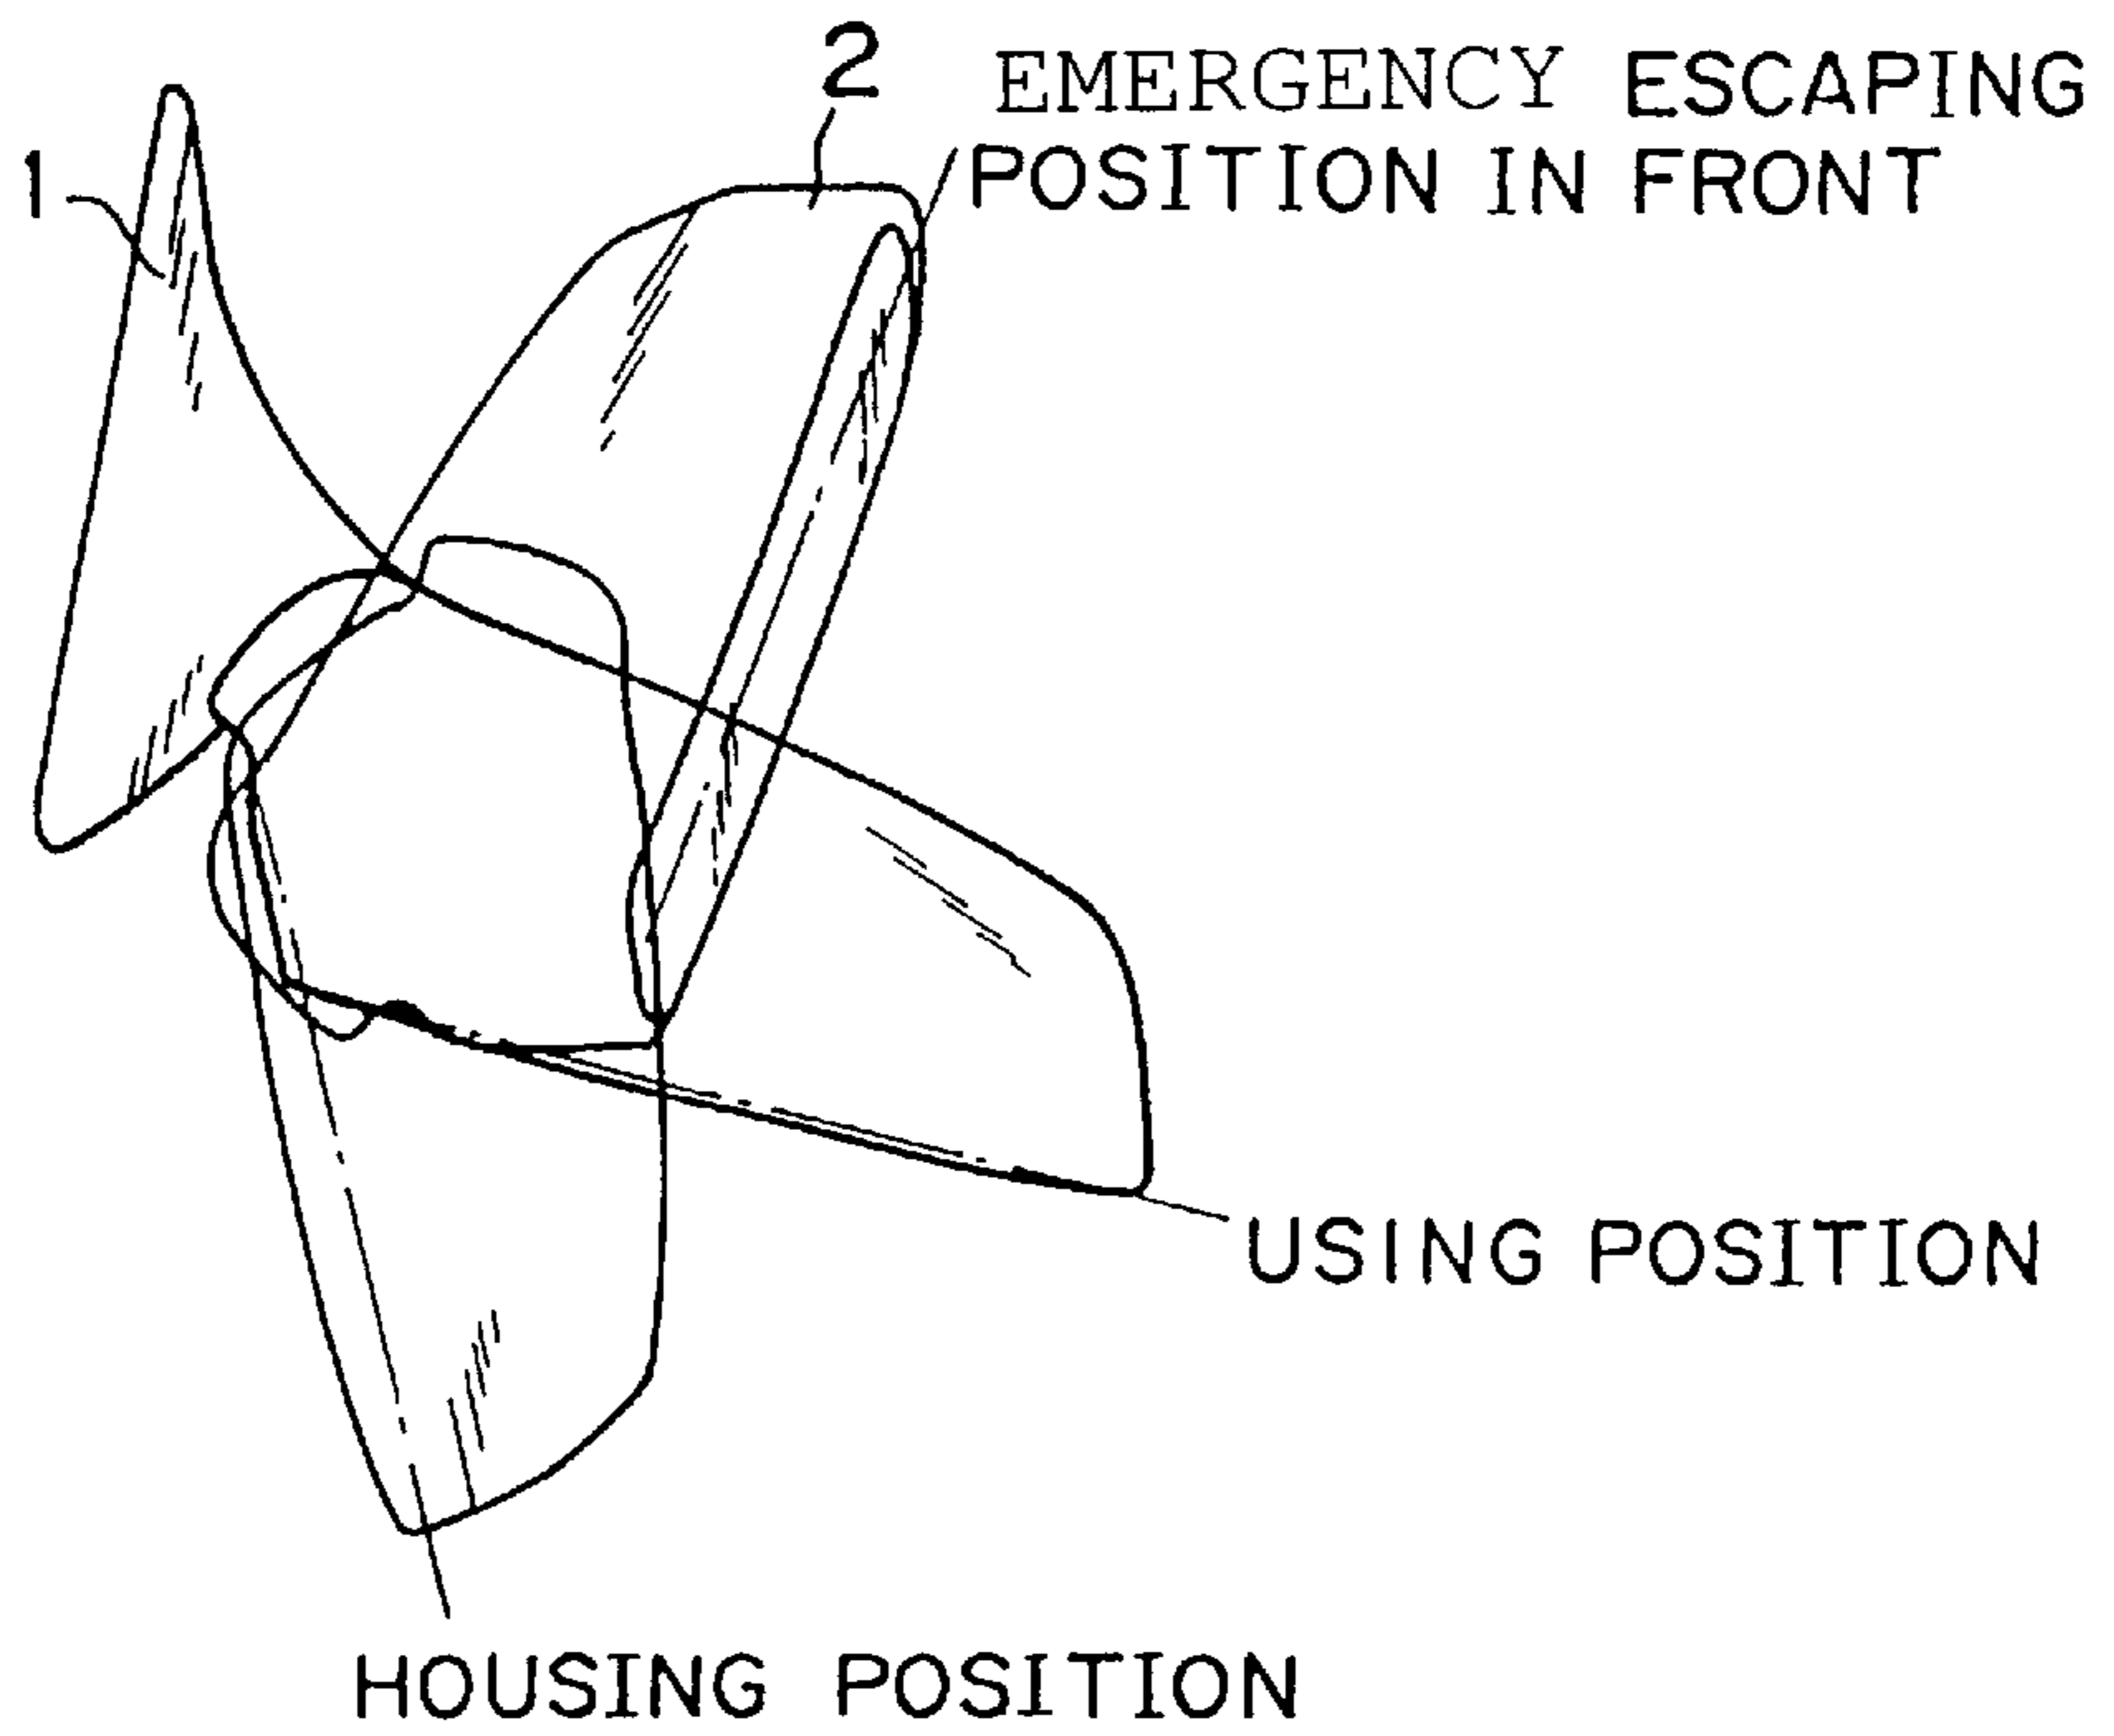 2 EMERGENCY ESCAPING
1 POSITION IN FRONT
USING POSITION
HOUSING POSITION